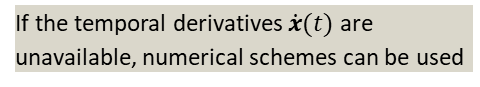 If the temporal derivatives ẋ(t) are
unavailable, numerical schemes can be used